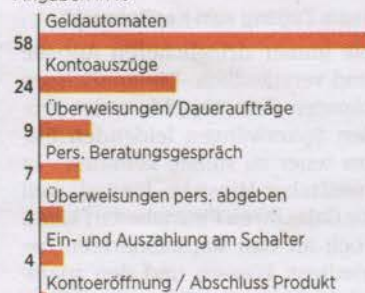 Geldautomaten
58
Kontoauszüge
24
Überweisungen/Daueraufträge
9
Pers. Beratungsgespräch
7
Überweisungen pers. abgeben
4
Ein- und Auszahlung am Schalter
4
Kontoeröffnung / Abschluss Produkt